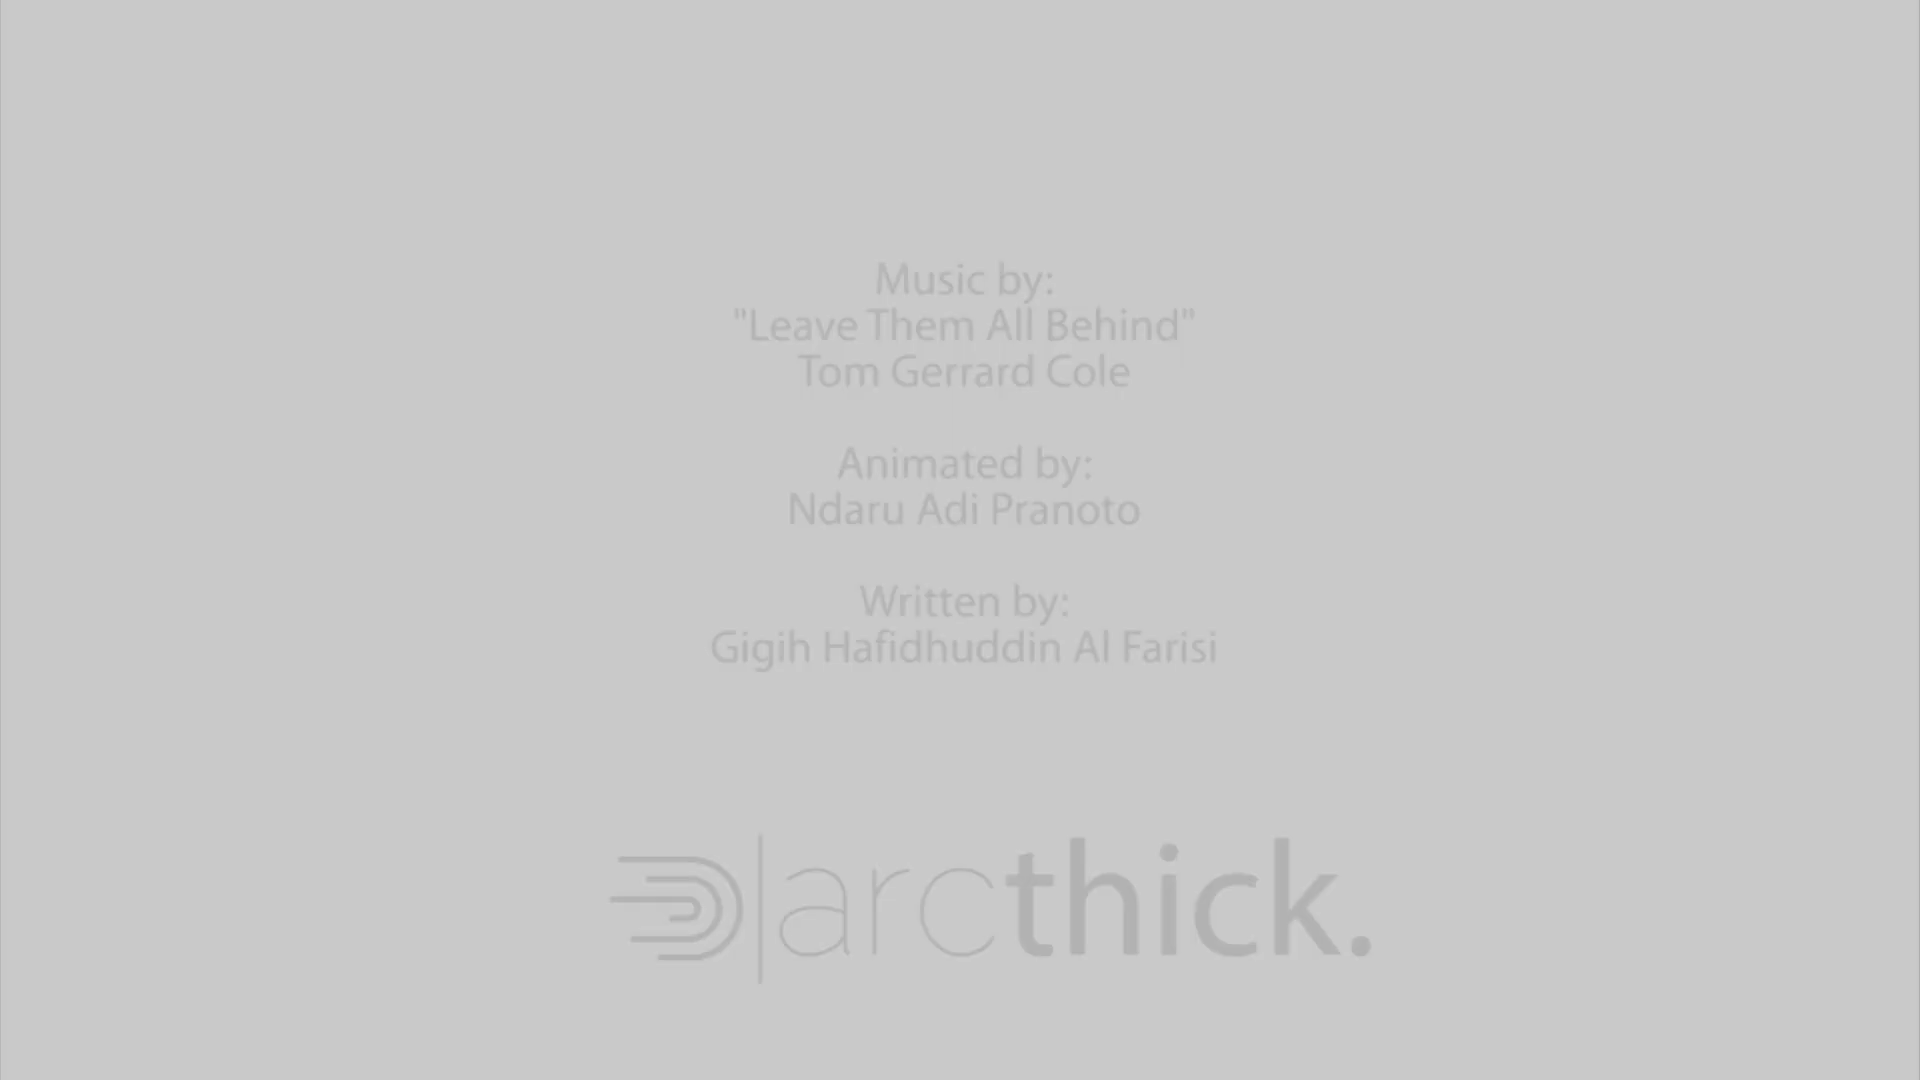 Music by:
"Leave Them All Behind"
Tom Gerrard Cole
Animated by:
Ndaru Adi Pranoto
Written by:
Gigih Hafidhuddin Al Farisi
arcthick.